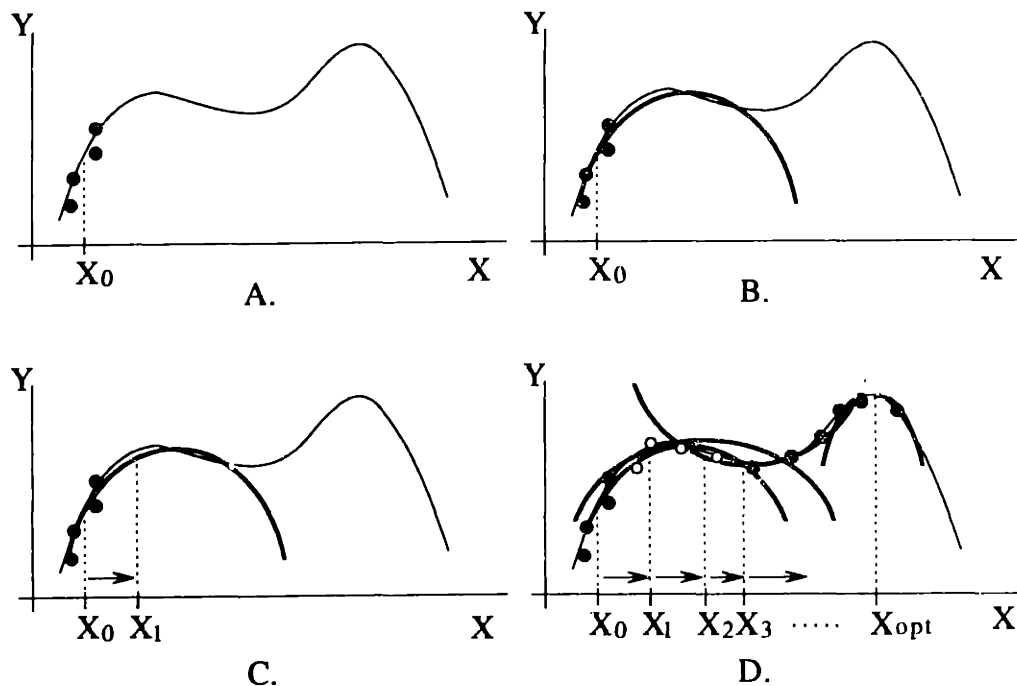 Y
X0
X
A.
Y
X0
X
B.
Y
X0 X1
X
C.
Y
X0 X1 X2 X3 ..... Xopt
X
D.